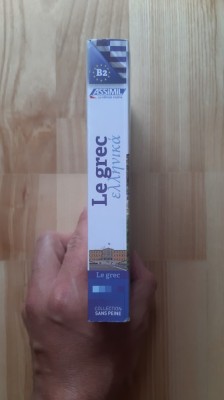 B2
ASSIMIL
Le grec
ελληνικά
Le grec
COLLECTION
SANS PEINE